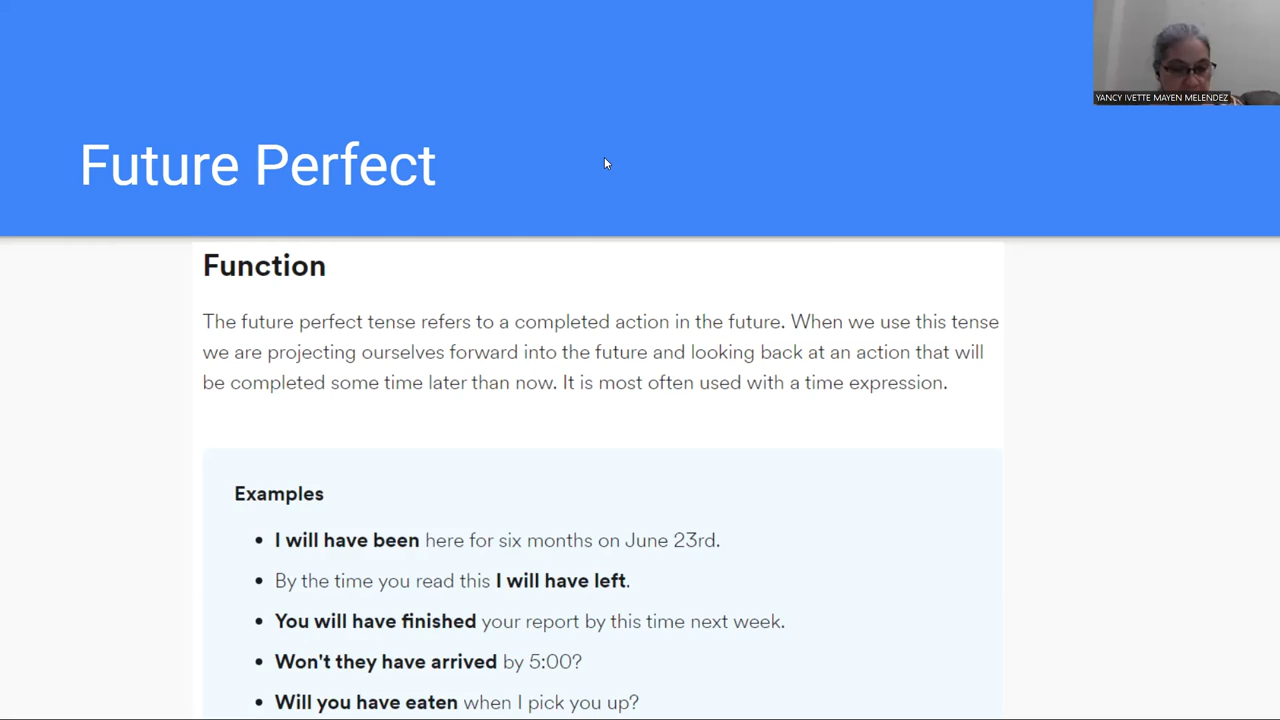 YANCY IVETTE MAYEN MELENDEZ
Future Perfect
Function
The future perfect tense refers to a completed action in the future. When we use this tense
we are projecting ourselves forward into the future and looking back at an action that will
be completed some time later than now. It is most often used with a time expression.
Examples
• I will have been here for six months on June 23rd.
• By the time you read this I will have left.
• You will have finished your report by this time next week.
• Won't they have arrived by 5:00?
• Will you have eaten when I pick you up?